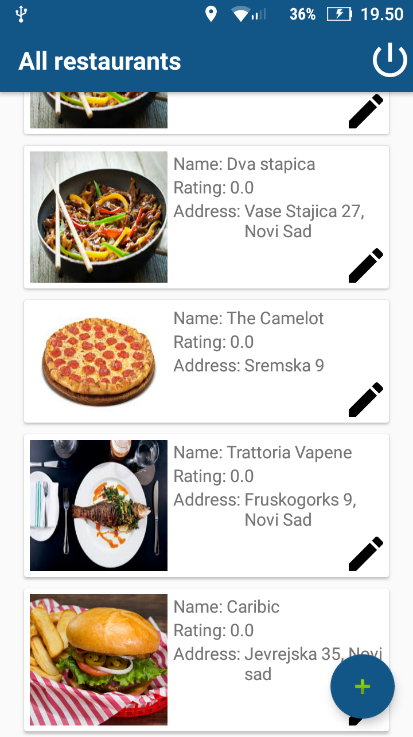 36% 19.50
All restaurants
Name: Dva stapica
Rating: 0.0
Address: Vase Stajica 27,
Novi Sad
Name: The Camelot
Rating: 0.0
Address: Sremska 9
Name: Trattoria Vapene
Rating: 0.0
Address: Fruskogorks 9,
Novi Sad
Name: Caribic
Rating: 0.0
Address: Jevrejska 35, Novi
sad
+